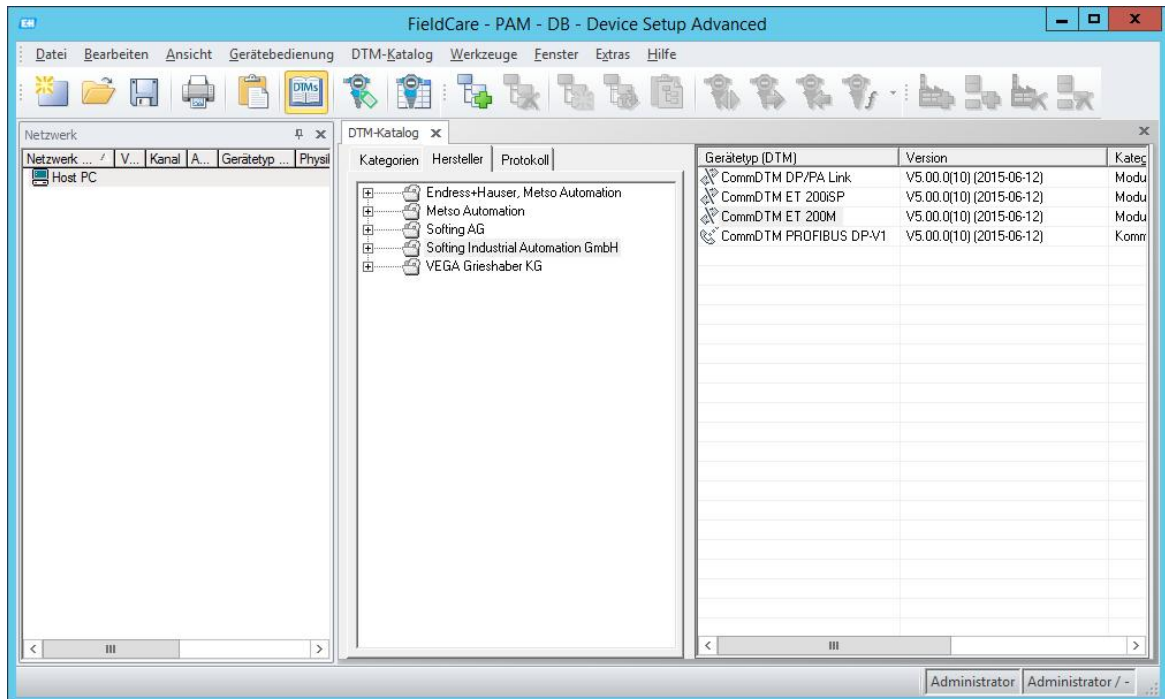 FieldCare - PAM - DB - Device Setup Advanced
Datei Bearbeiten Ansicht Gerätebedienung DTM-Katalog Werkzeuge Fenster Extras Hilfe
DTMs
Netzwerk
Netzwerk ... V... Kanal A... Gerätetyp ... Physil
Host PC
DTM-Katalog
Kategorien Hersteller Protokoll
Endress+Hauser, Metso Automation
Metso Automation
Softing AG
Softing Industrial Automation GmbH
VEGA Grieshaber KG
Gerätetyp (DTM) Version Kateg
CommDTM DP/PA Link V5.00.0(10) (2015-06-12) Modu
CommDTM ET 200iSP V5.00.0(10) (2015-06-12) Modu
CommDTM ET 200M V5.00.0(10) (2015-06-12) Modu
CommDTM PROFIBUS DP-V1 V5.00.0(10) (2015-06-12) Komm
Administrator Administrator / -